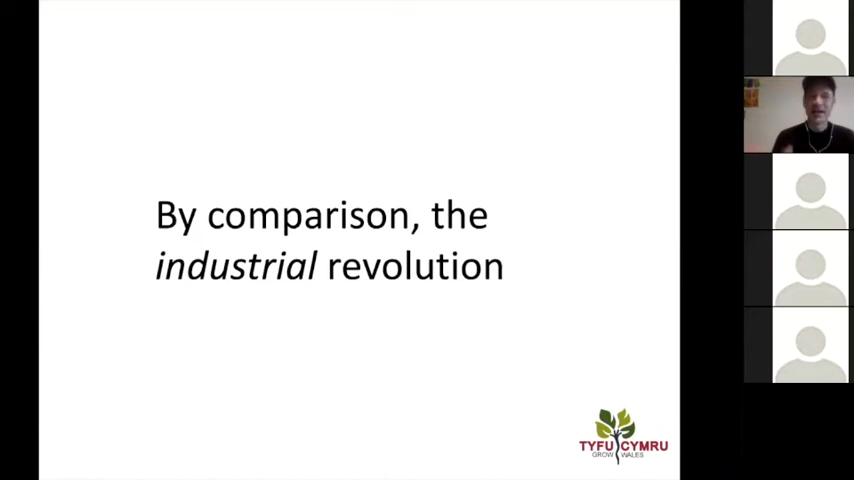 By comparison, the
industrial revolution
TYFU CYMRU
GROW WALES